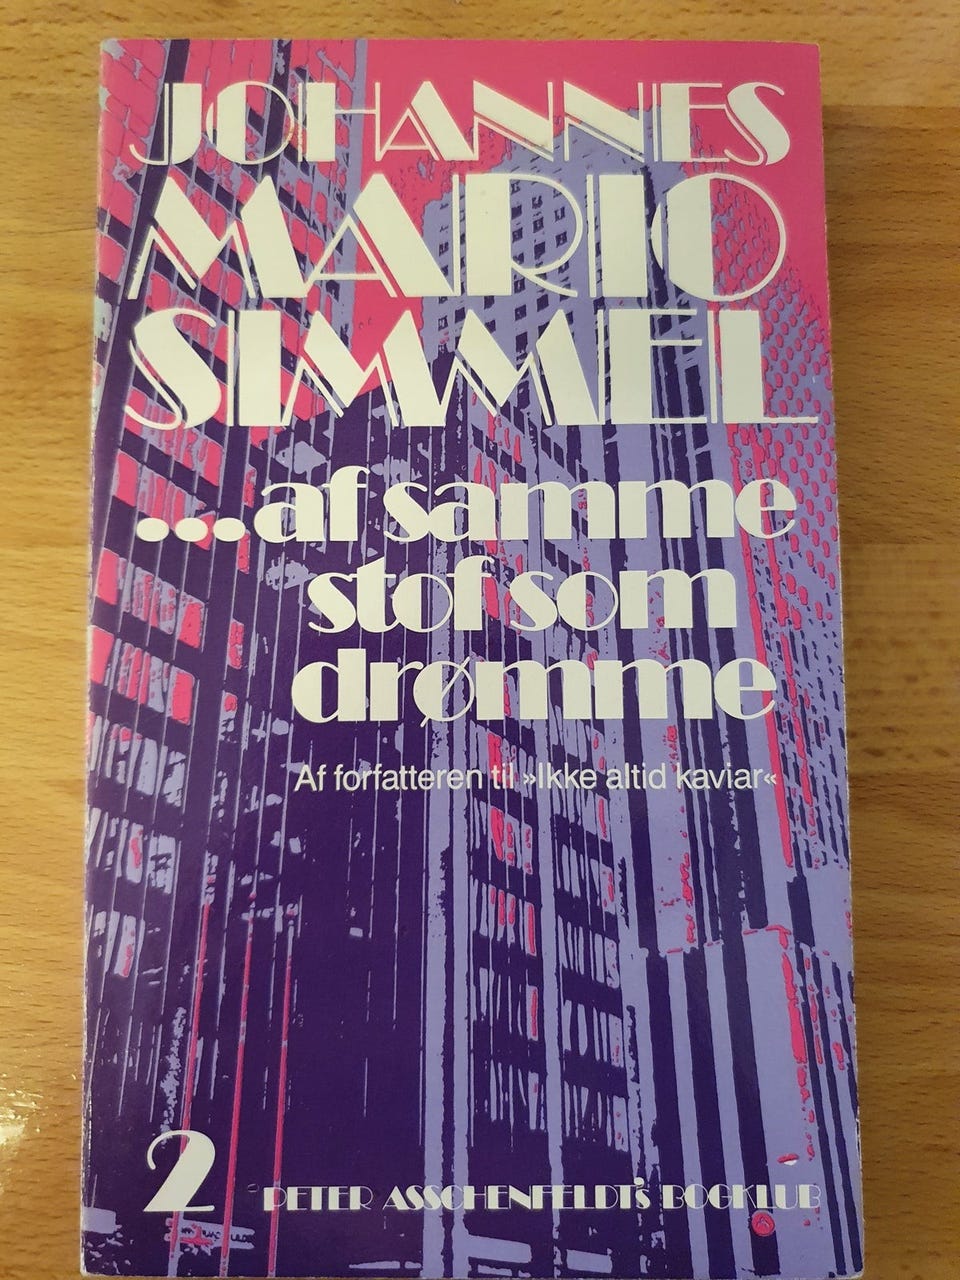 JOHANNES
MARIO
SIMMEL
...af samme
stof som
drømme
Af forfatteren til »Ikke altid kaviar«
2
PETER ASSCHENFELDT's BOGKLUB